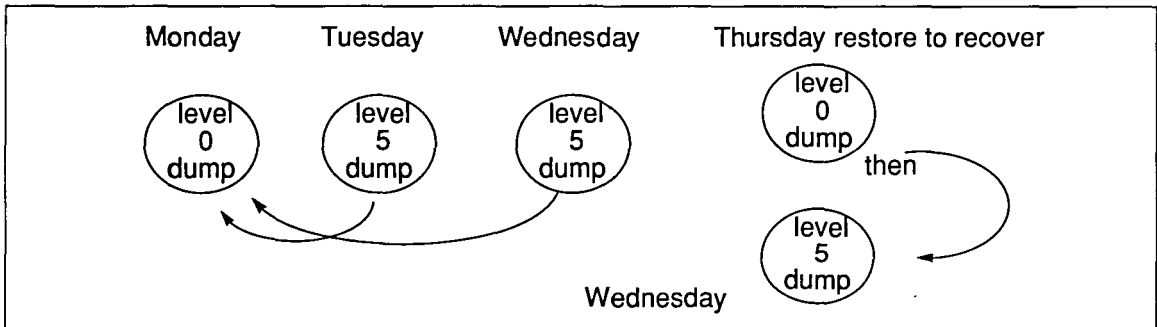 Monday Tuesday Wednesday Thursday restore to recover
level
0
dump
level
5
dump
level
5
dump
level
0
dump
then
level
5
dump
Wednesday